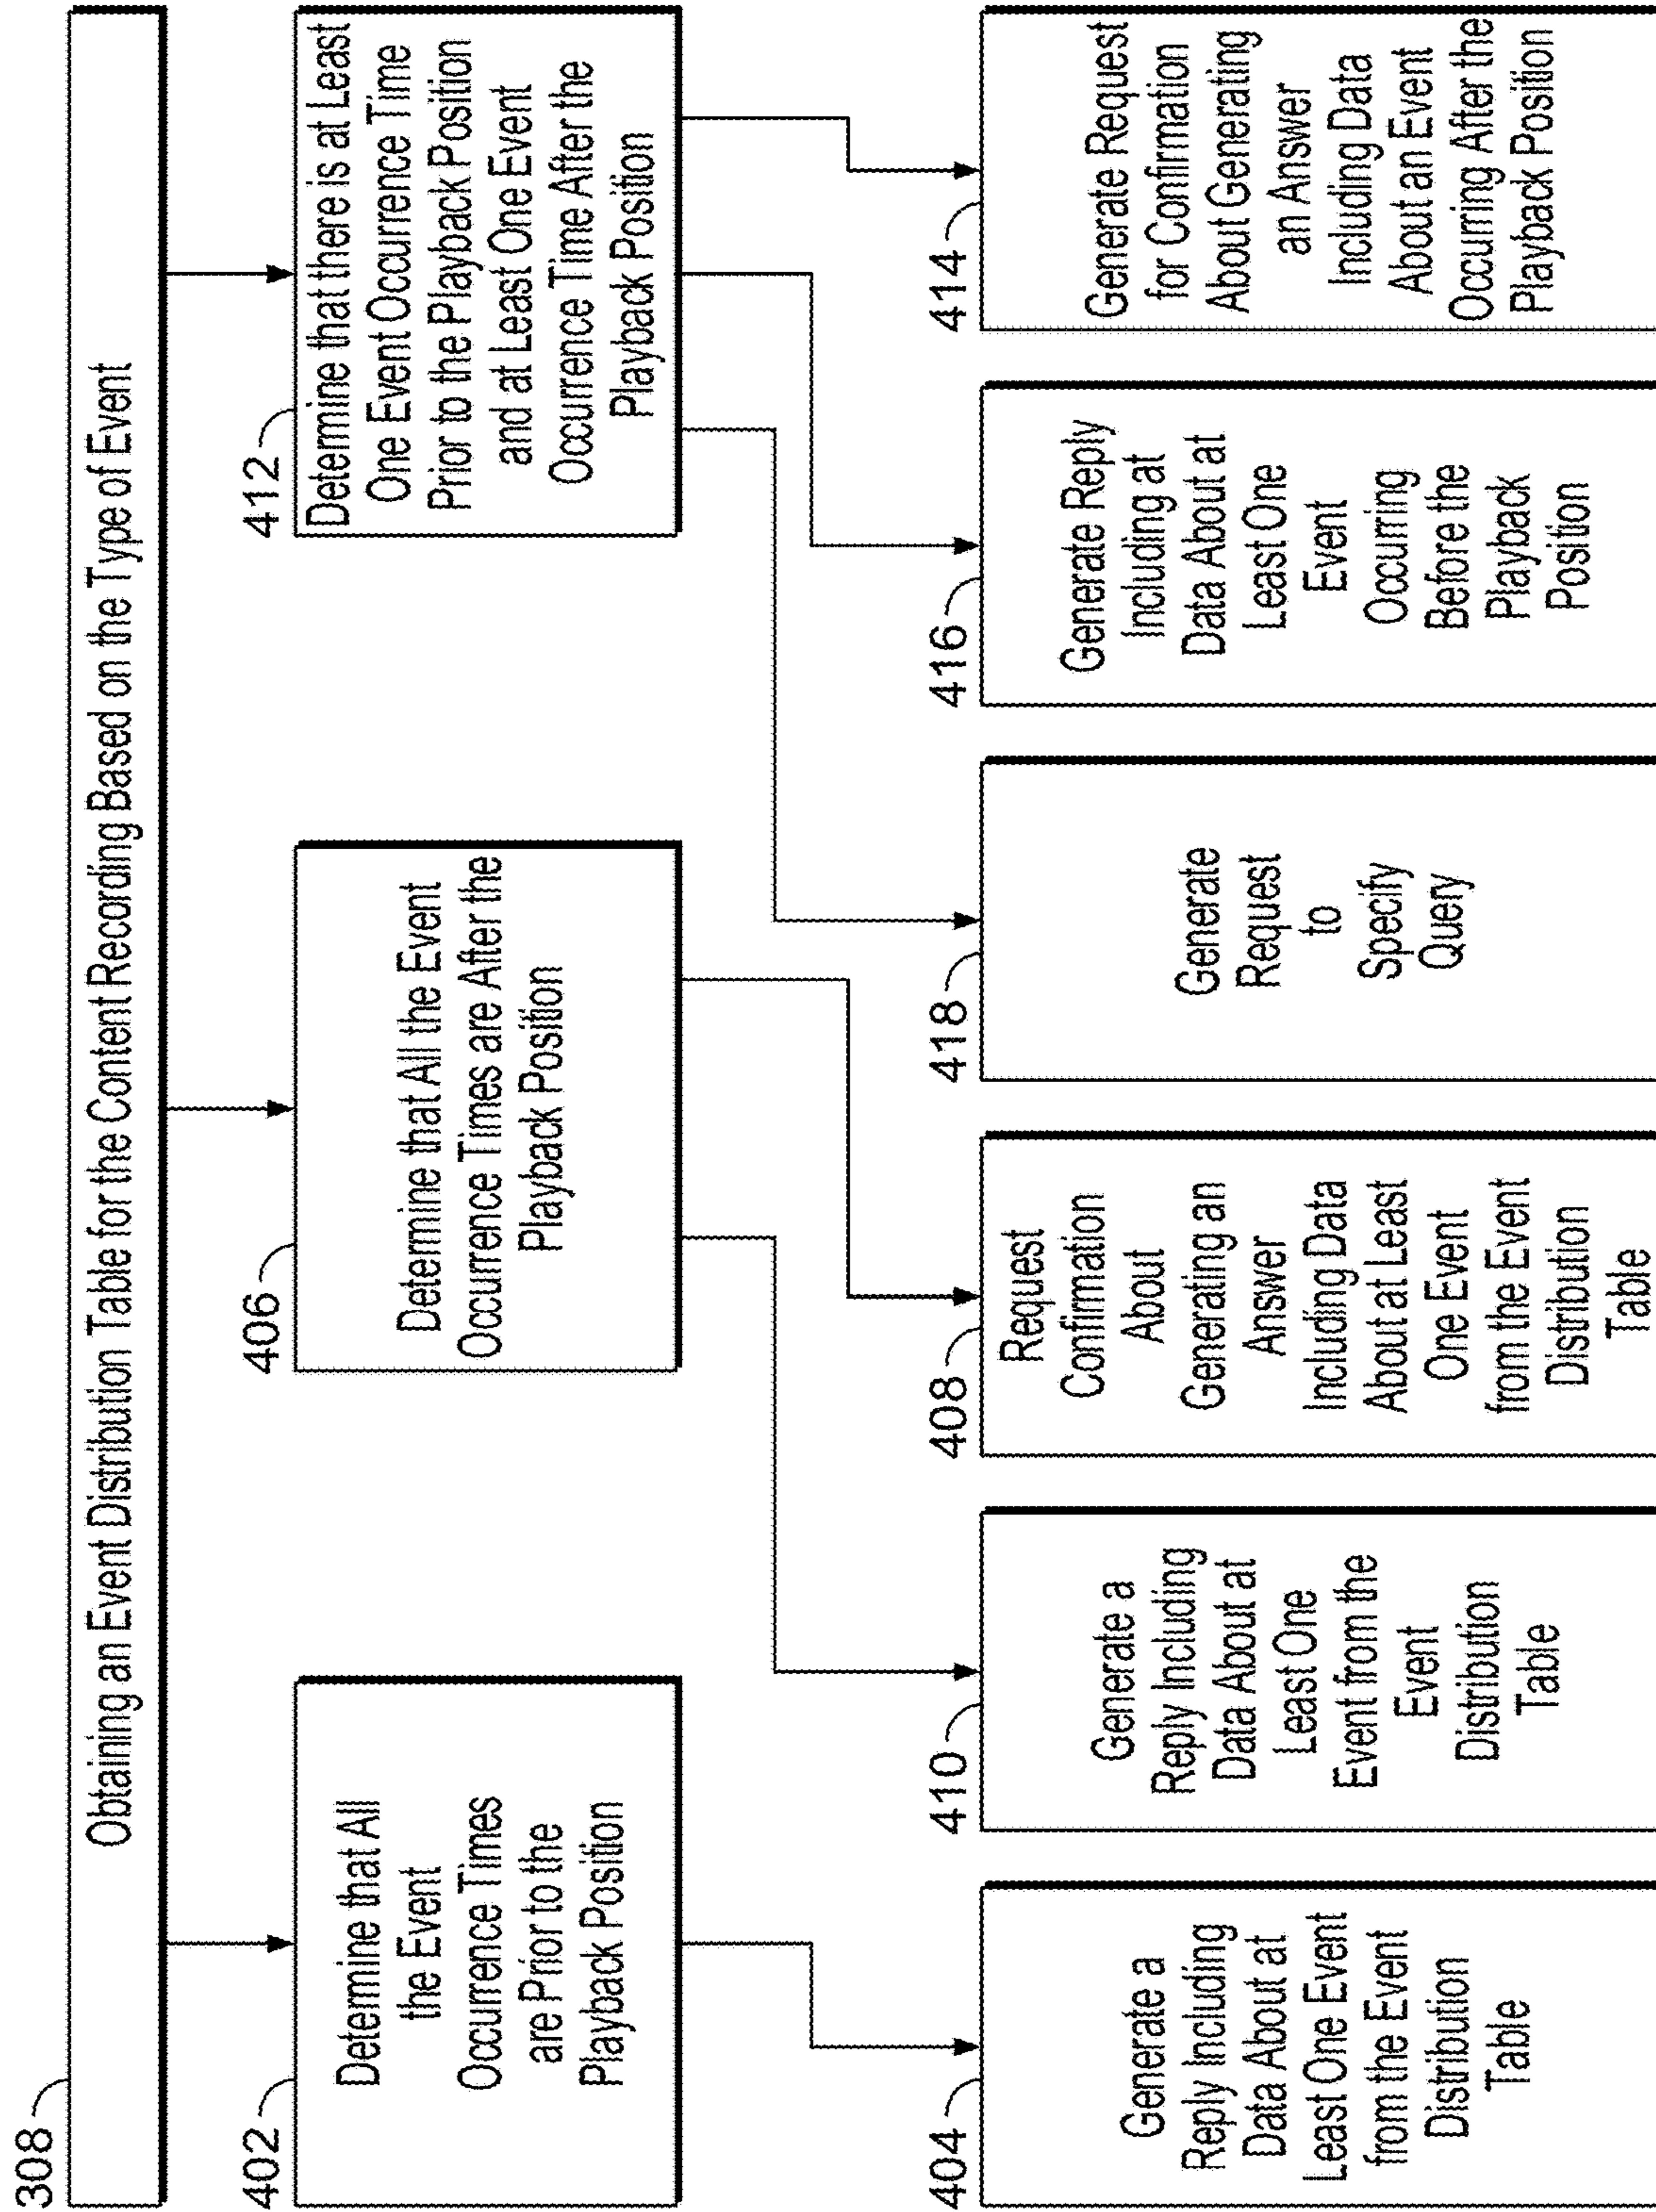 308
Obtaining an Event Distribution Table for the Content Recording Based on the Type of Event
402
Determine that All
the Event
Occurrence Times
are Prior to the
Playback Position
406
Determine that All the Event
Occurrence Times are After the
Playback Position
412
Determine that there is at Least
One Event Occurrence Time
Prior to the Playback Position
and at Least One Event
Occurrence Time After the
Playback Position
404
Generate a
Reply Including
Data About at
Least One Event
from the Event
Distribution
Table
410
Generate a
Reply Including
Data About at
Least One
Event from the
Event
Distribution
Table
408
Request
Confirmation
About
Generating an
Answer
Including Data
About at Least
One Event
from the Event
Distribution
Table
418
Generate
Request
to
Specify
Query
416
Generate Reply
Including at
Data About at
Least One
Event
Occurring
Before the
Playback
Position
414
Generate Request
for Confirmation
About Generating
an Answer
Including Data
About an Event
Occurring After the
Playback Position